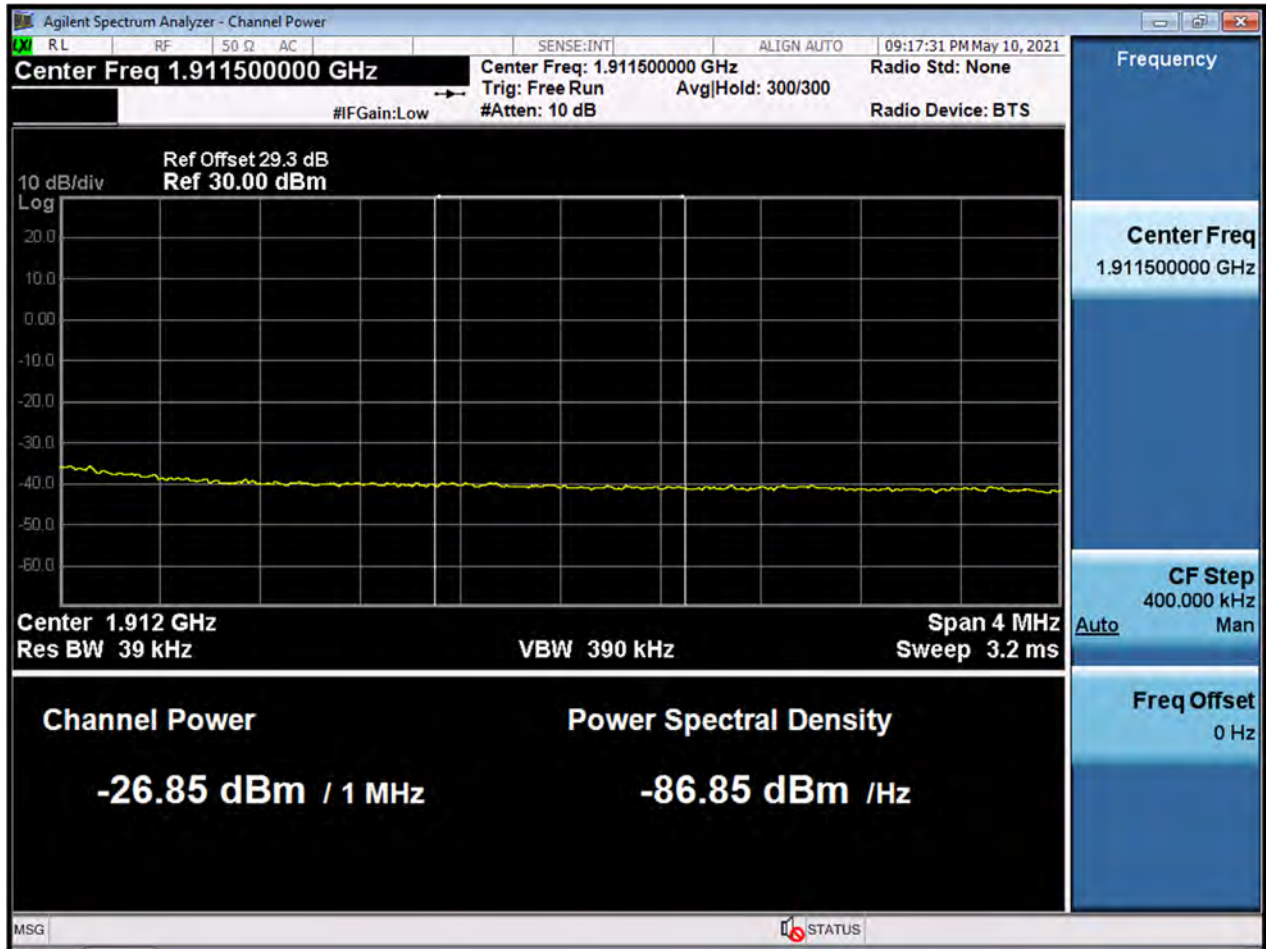 Agilent Spectrum Analyzer - Channel Power
LXI RL RF 50 Ω AC SENSE:INT ALIGN AUTO 09:17:31 PM May 10, 2021
Center Freq 1.911500000 GHz
Center Freq: 1.911500000 GHz
Radio Std: None
Trig: Free Run Avg|Hold: 300/300
#IFGain:Low
#Atten: 10 dB
Radio Device: BTS
Ref Offset 29.3 dB
10 dB/div Ref 30.00 dBm
Log
20.0
10.0
0.00
-10.0
-20.0
-30.0
-40.0
-50.0
-60.0
Center 1.912 GHz Span 4 MHz
Res BW 39 kHz VBW 390 kHz Sweep 3.2 ms
Channel Power Power Spectral Density
-26.85 dBm / 1 MHz -86.85 dBm /Hz
Frequency
Center Freq
1.911500000 GHz
CF Step
400.000 kHz
Auto Man
Freq Offset
0 Hz
MSG STATUS